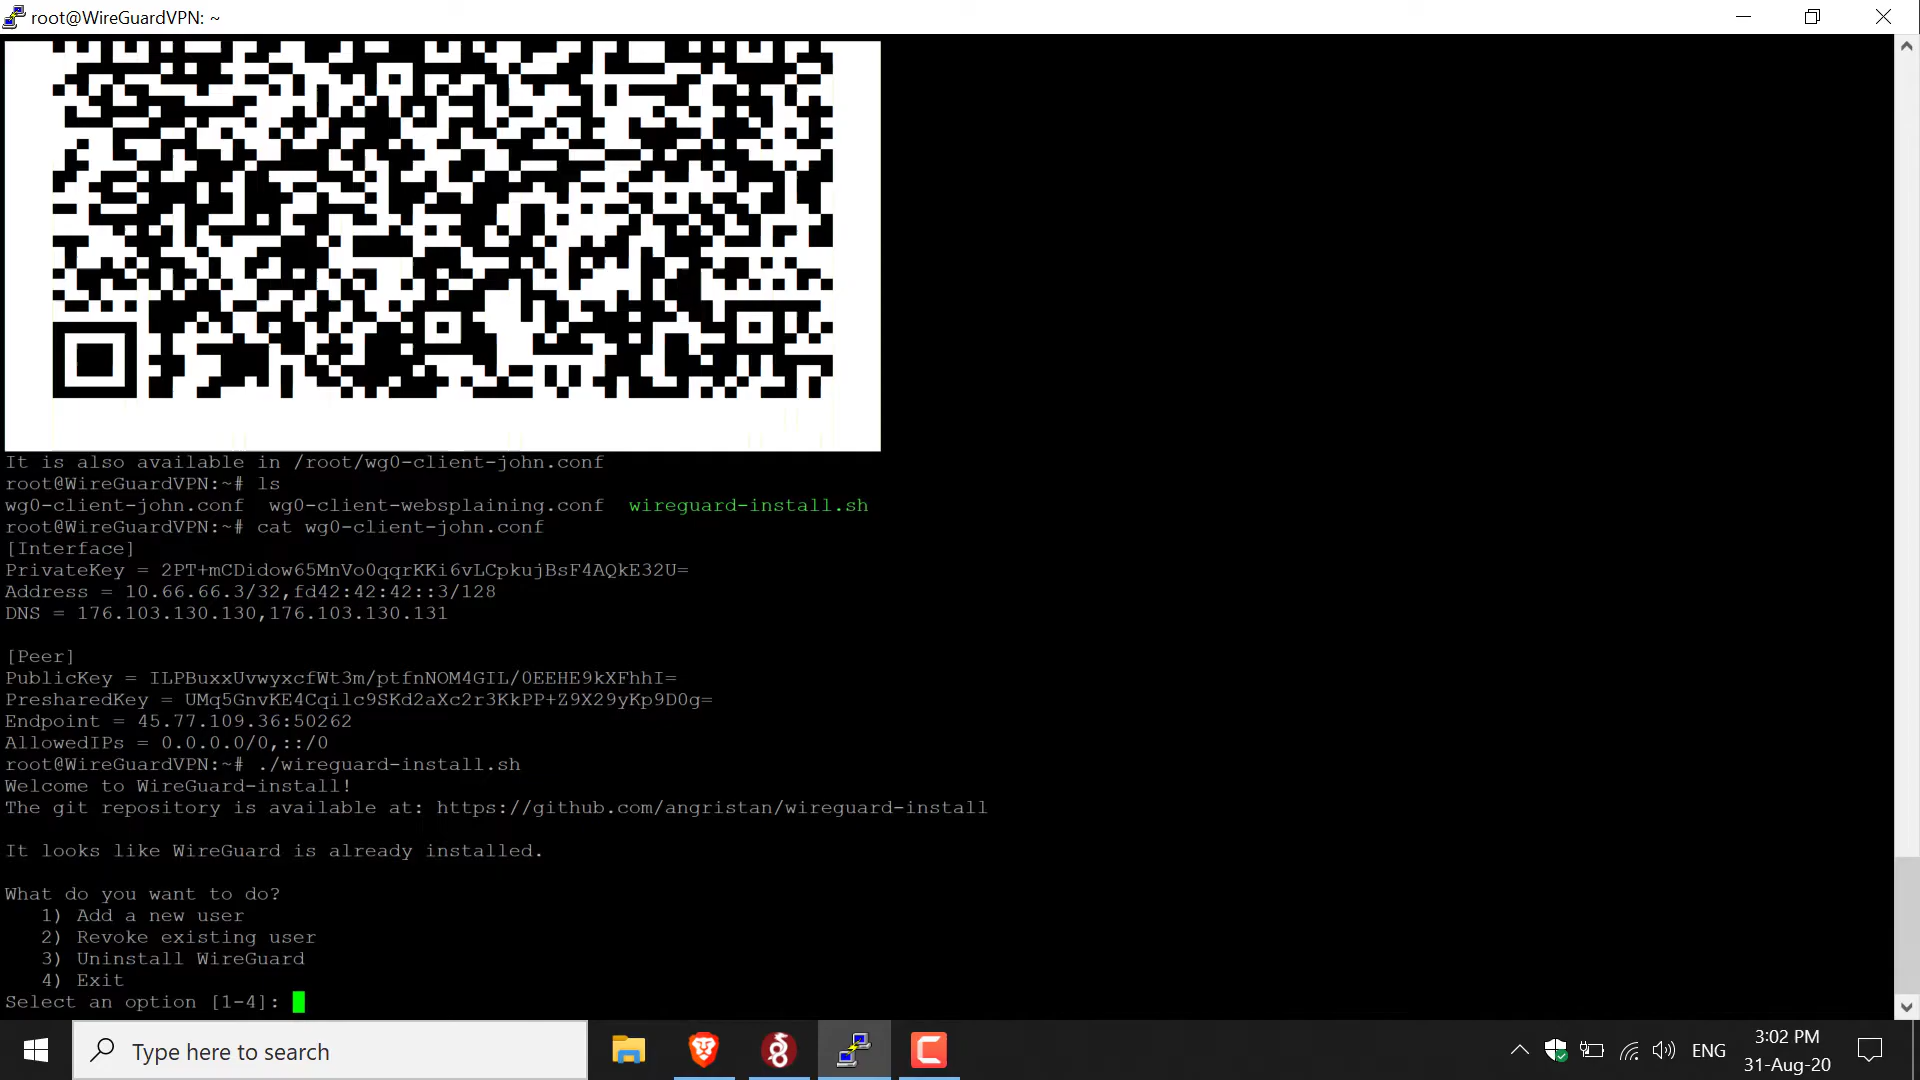 root@WireGuardVPN: ~
It is also available in /root/wg0-client-john.conf
root@WireGuardVPN:~# ls
wg0-client-john.conf  wg0-client-websplaining.conf  wireguard-install.sh
root@WireGuardVPN:~# cat wg0-client-john.conf
[Interface]
PrivateKey = 2PT+mCDidow65MnVo0qqrKKi6vLCpkujBsF4AQkE32U=
Address = 10.66.66.3/32,fd42:42:42::3/128
DNS = 176.103.130.130,176.103.130.131
[Peer]
PublicKey = ILPBuxxUvwyxcfWt3m/ptfnNOM4GIL/0EEHE9kXFhhI=
PresharedKey = UMq5GnvKE4Cqilc9SKd2aXc2r3KkPP+Z9X29yKp9D0g=
Endpoint = 45.77.109.36:50262
AllowedIPs = 0.0.0.0/0,::/0
root@WireGuardVPN:~# ./wireguard-install.sh
Welcome to WireGuard-install!
The git repository is available at: https://github.com/angristan/wireguard-install
It looks like WireGuard is already installed.
What do you want to do?
   1) Add a new user
   2) Revoke existing user
   3) Uninstall WireGuard
   4) Exit
Select an option [1-4]:
Type here to search
ENG
3:02 PM
31-Aug-20